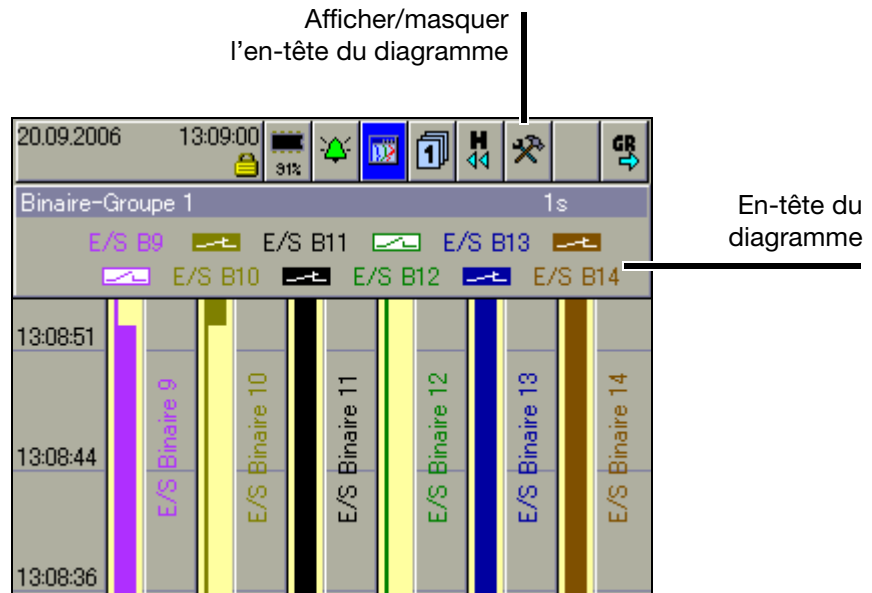 Afficher/masquer
l'en-tête du diagramme
20.09.2006 13:09:00
91%
1
H
GR
Binaire-Groupe 1 1s
En-tête du
diagramme
E/S B9 E/S B11 E/S B13
E/S B10 E/S B12 E/S B14
13:08:51
13:08:44
13:08:36
E/S Binaire 9
E/S Binaire 10
E/S Binaire 11
E/S Binaire 12
E/S Binaire 13
E/S Binaire 14